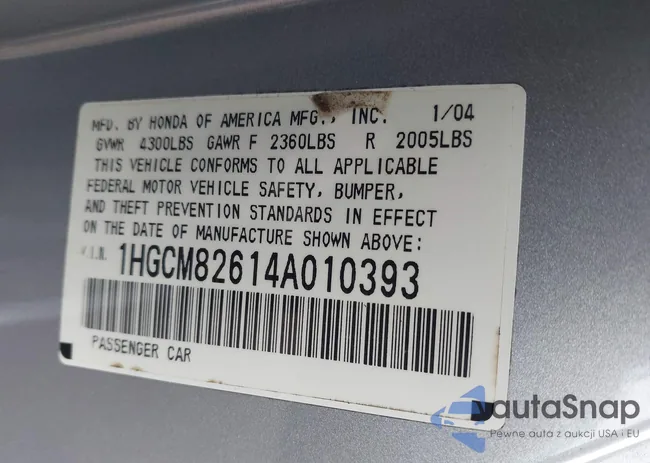 MFD. BY HONDA OF AMERICA MFG., INC. 1/04
GVWR 4300LBS GAWR F 2360LBS R 2005LBS
THIS VEHICLE CONFORMS TO ALL APPLICABLE
FEDERAL MOTOR VEHICLE SAFETY, BUMPER,
AND THEFT PREVENTION STANDARDS IN EFFECT
ON THE DATE OF MANUFACTURE SHOWN ABOVE:
V.I.N. 1HGCM82614A010393
PASSENGER CAR
autaSnap
Pewne auta z aukcji USA i EU